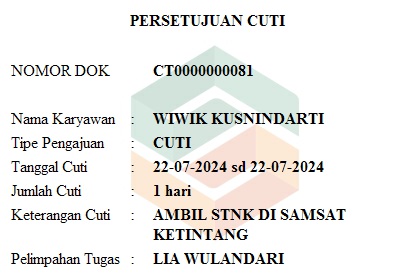 PERSETUJUAN CUTI
NOMOR DOK CT0000000081
Nama Karyawan : WIWIK KUSNINDARTI
Tipe Pengajuan : CUTI
Tanggal Cuti : 22-07-2024 sd 22-07-2024
Jumlah Cuti : 1 hari
Keterangan Cuti : AMBIL STNK DI SAMSAT
KETINTANG
Pelimpahan Tugas : LIA WULANDARI